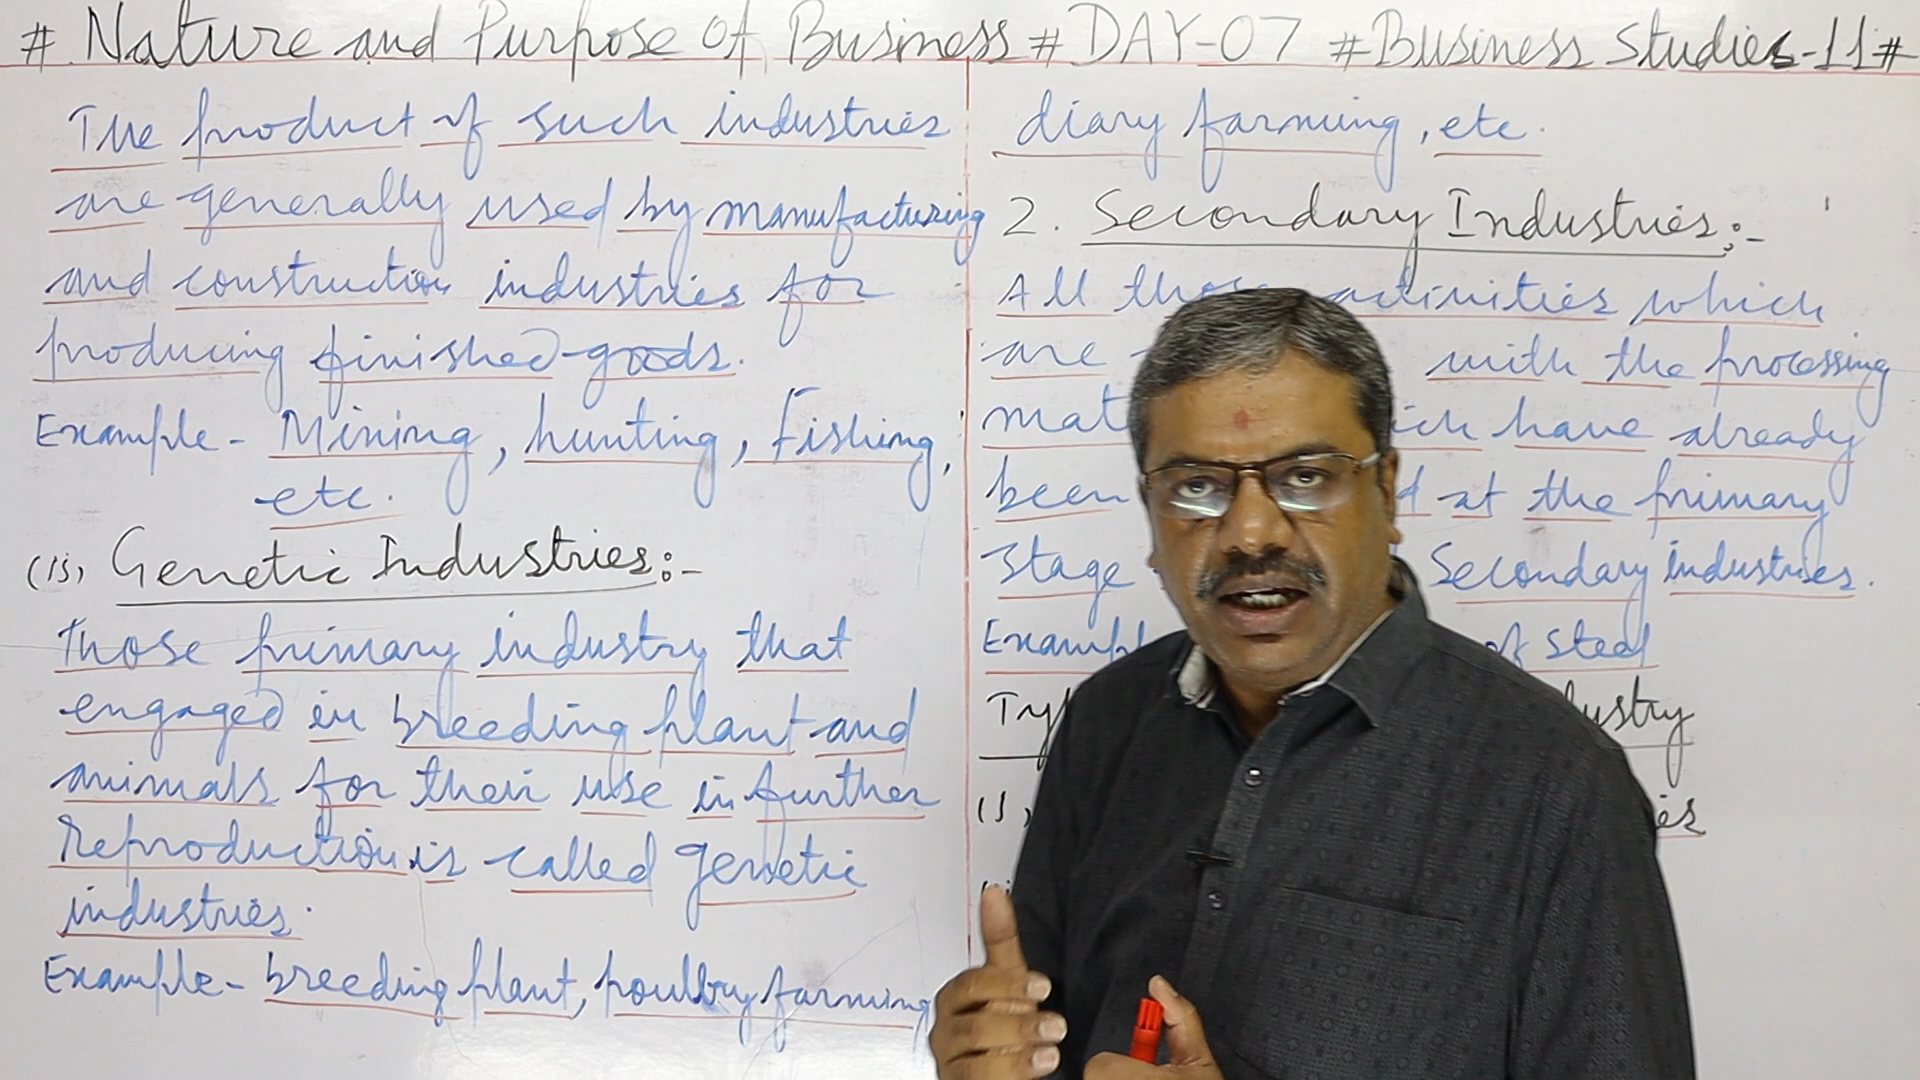 # Nature and Purpose of Business # DAY-07 # Business Studies-11 #
The product of such industries
are generally used by manufacturing
and construction industries for
producing finished goods.
Example - Mining, hunting, Fishing,
etc.
(ii) Genetic Industries:-
Those primary industry that
engaged in breeding plant and
animals for their use in further
Reproduction is called genetic
industries.
Example - breeding plant, poultry farming
diary farming, etc.
2. Secondary Industries:-
All those activities which
are with the processing
mat have already
been at the primary
stage Secondary industries.
of steel